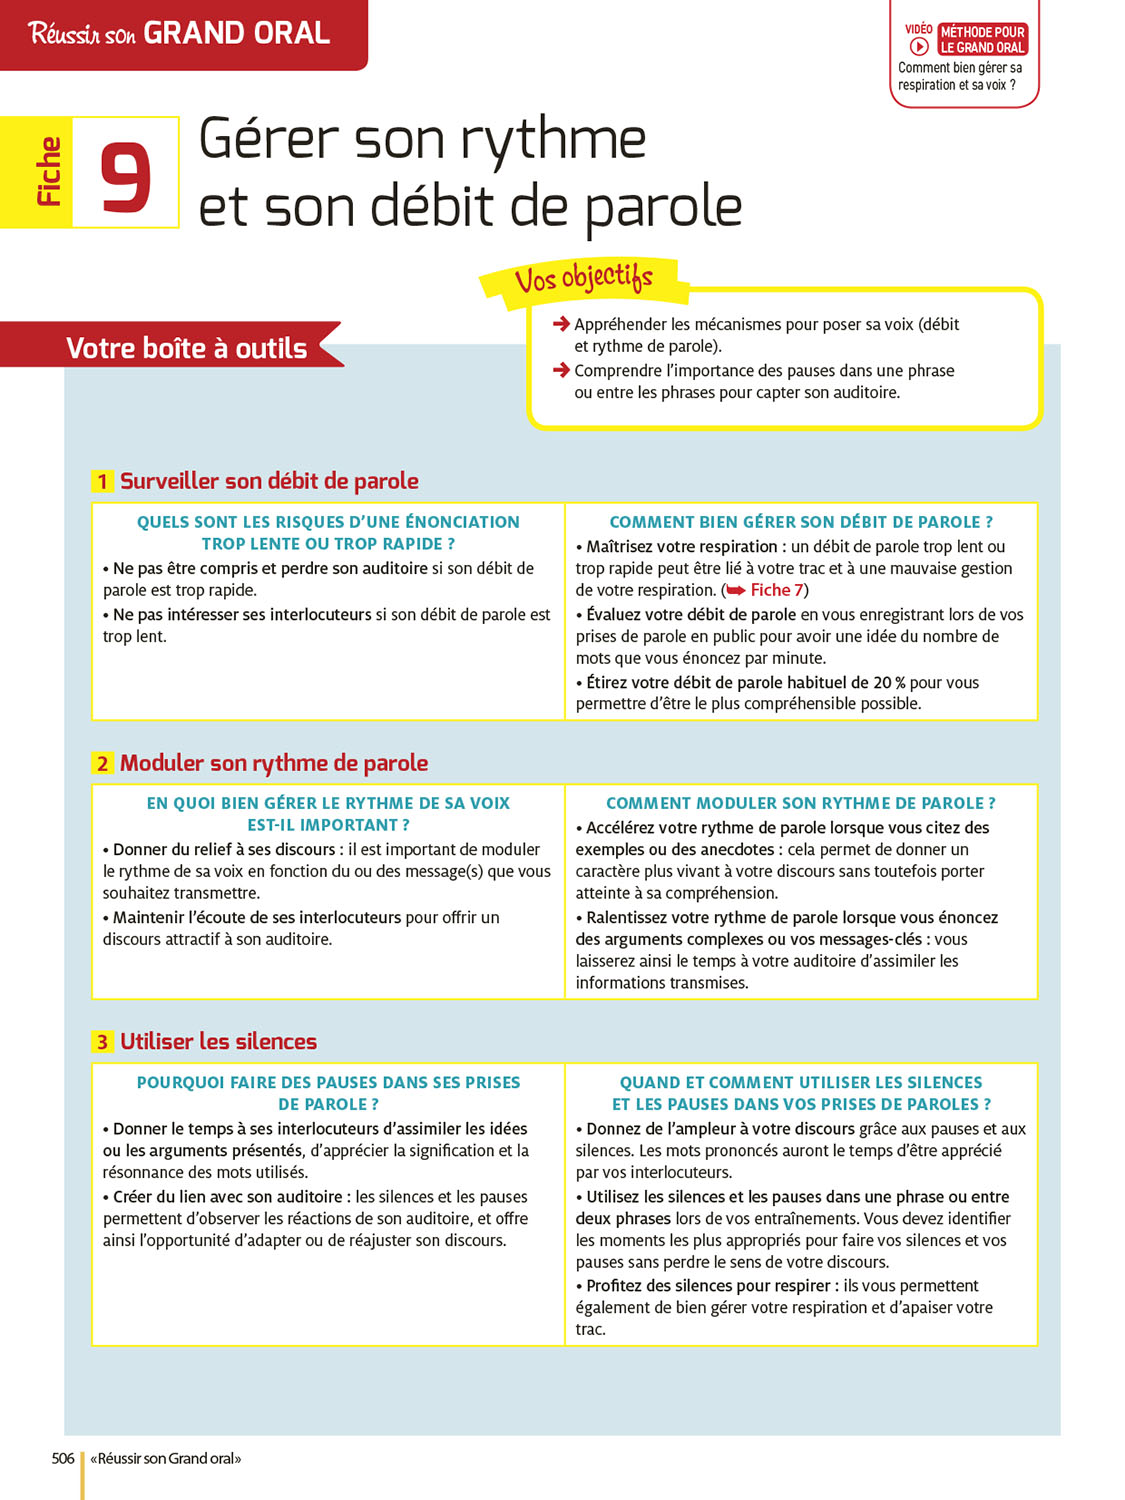 Réussir son GRAND ORAL
VIDÉO
MÉTHODE POUR
LE GRAND ORAL
Comment bien gérer sa
respiration et sa voix ?
Fiche
9
Gérer son rythme
et son débit de parole
Vos objectifs
➔ Appréhender les mécanismes pour poser sa voix (débit
et rythme de parole).
➔ Comprendre l'importance des pauses dans une phrase
ou entre les phrases pour capter son auditoire.
Votre boîte à outils
1 Surveiller son débit de parole
QUELS SONT LES RISQUES D'UNE ÉNONCIATION
TROP LENTE OU TROP RAPIDE ?
• Ne pas être compris et perdre son auditoire si son débit de
parole est trop rapide.
• Ne pas intéresser ses interlocuteurs si son débit de parole est
trop lent.
COMMENT BIEN GÉRER SON DÉBIT DE PAROLE ?
• Maîtrisez votre respiration : un débit de parole trop lent ou
trop rapide peut être lié à votre trac et à une mauvaise gestion
de votre respiration. (➥ Fiche 7)
• Évaluez votre débit de parole en vous enregistrant lors de vos
prises de parole en public pour avoir une idée du nombre de
mots que vous énoncez par minute.
• Étirez votre débit de parole habituel de 20 % pour vous
permettre d'être le plus compréhensible possible.
2 Moduler son rythme de parole
EN QUOI BIEN GÉRER LE RYTHME DE SA VOIX
EST-IL IMPORTANT ?
• Donner du relief à ses discours : il est important de moduler
le rythme de sa voix en fonction du ou des message(s) que vous
souhaitez transmettre.
• Maintenir l'écoute de ses interlocuteurs pour offrir un
discours attractif à son auditoire.
COMMENT MODULER SON RYTHME DE PAROLE ?
• Accélérez votre rythme de parole lorsque vous citez des
exemples ou des anecdotes : cela permet de donner un
caractère plus vivant à votre discours sans toutefois porter
atteinte à sa compréhension.
• Ralentissez votre rythme de parole lorsque vous énoncez
des arguments complexes ou vos messages-clés : vous
laisserez ainsi le temps à votre auditoire d'assimiler les
informations transmises.
3 Utiliser les silences
POURQUOI FAIRE DES PAUSES DANS SES PRISES
DE PAROLE ?
• Donner le temps à ses interlocuteurs d'assimiler les idées
ou les arguments présentés, d'apprécier la signification et la
résonnance des mots utilisés.
• Créer du lien avec son auditoire : les silences et les pauses
permettent d'observer les réactions de son auditoire, et offre
ainsi l'opportunité d'adapter ou de réajuster son discours.
QUAND ET COMMENT UTILISER LES SILENCES
ET LES PAUSES DANS VOS PRISES DE PAROLES ?
• Donnez de l'ampleur à votre discours grâce aux pauses et aux
silences. Les mots prononcés auront le temps d'être apprécié
par vos interlocuteurs.
• Utilisez les silences et les pauses dans une phrase ou entre
deux phrases lors de vos entraînements. Vous devez identifier
les moments les plus appropriés pour faire vos silences et vos
pauses sans perdre le sens de votre discours.
• Profitez des silences pour respirer : ils vous permettent
également de bien gérer votre respiration et d'apaiser votre
trac.
506 «Réussir son Grand oral»